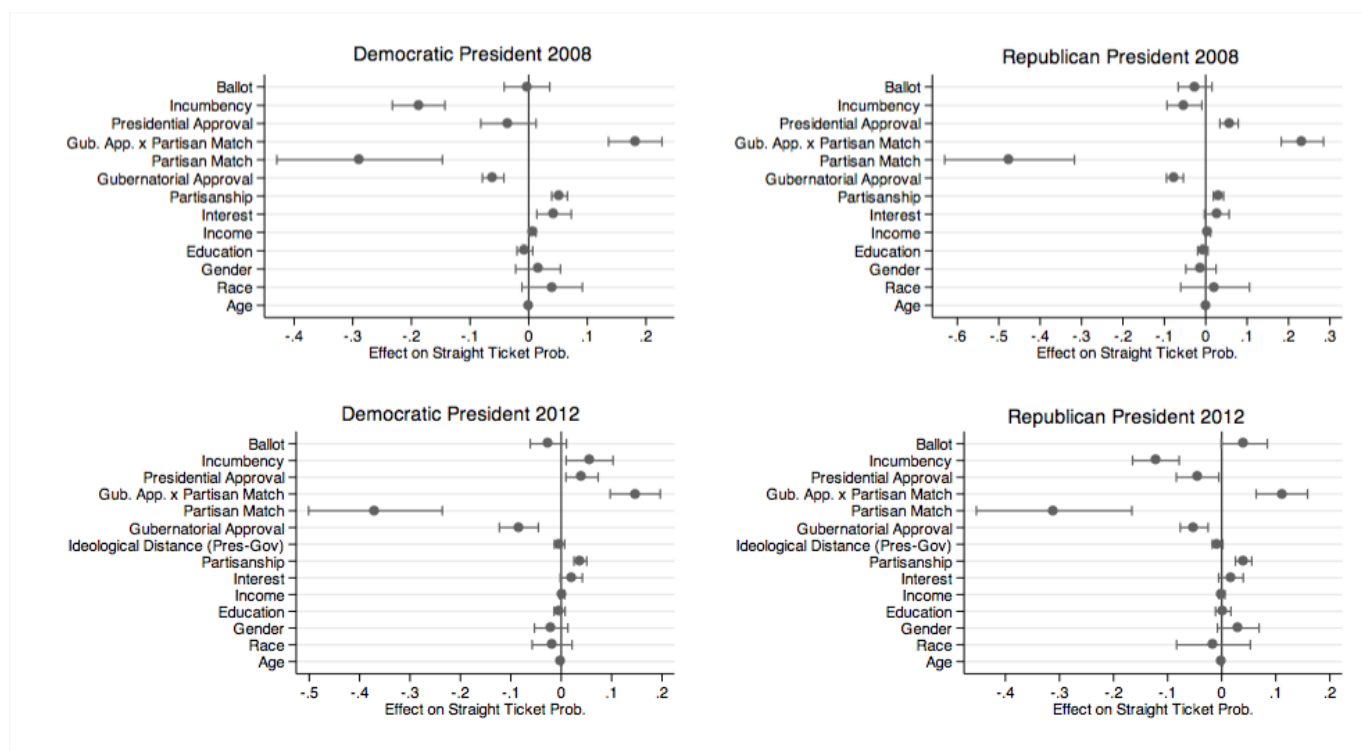 Democratic President 2008
Ballot
Incumbency
Presidential Approval
Gub. App. x Partisan Match
Partisan Match
Gubernatorial Approval
Partisanship
Interest
Income
Education
Gender
Race
Age
-.4 -.3 -.2 -.1 0 .1 .2
Effect on Straight Ticket Prob.
Republican President 2008
Ballot
Incumbency
Presidential Approval
Gub. App. x Partisan Match
Partisan Match
Gubernatorial Approval
Partisanship
Interest
Income
Education
Gender
Race
Age
-.6 -.5 -.4 -.3 -.2 -.1 0 .1 .2 .3
Effect on Straight Ticket Prob.
Democratic President 2012
Ballot
Incumbency
Presidential Approval
Gub. App. x Partisan Match
Partisan Match
Gubernatorial Approval
Ideological Distance (Pres-Gov)
Partisanship
Interest
Income
Education
Gender
Race
Age
-.5 -.4 -.3 -.2 -.1 0 .1 .2
Effect on Straight Ticket Prob.
Republican President 2012
Ballot
Incumbency
Presidential Approval
Gub. App. x Partisan Match
Partisan Match
Gubernatorial Approval
Ideological Distance (Pres-Gov)
Partisanship
Interest
Income
Education
Gender
Race
Age
-.4 -.3 -.2 -.1 0 .1 .2
Effect on Straight Ticket Prob.